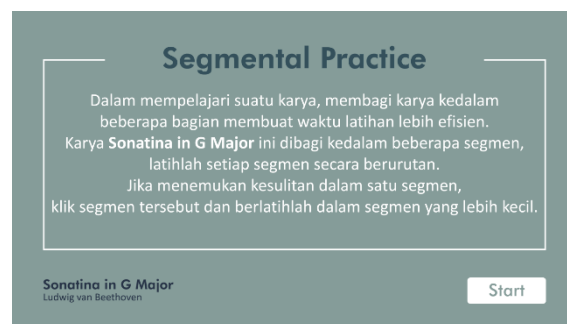 Segmental Practice
Dalam mempelajari suatu karya, membagi karya kedalam
beberapa bagian membuat waktu latihan lebih efisien.
Karya Sonatina in G Major ini dibagi kedalam beberapa segmen,
latihlah setiap segmen secara berurutan.
Jika menemukan kesulitan dalam satu segmen,
klik segmen tersebut dan berlatihlah dalam segmen yang lebih kecil.
Sonatina in G Major
Ludwig van Beethoven
Start